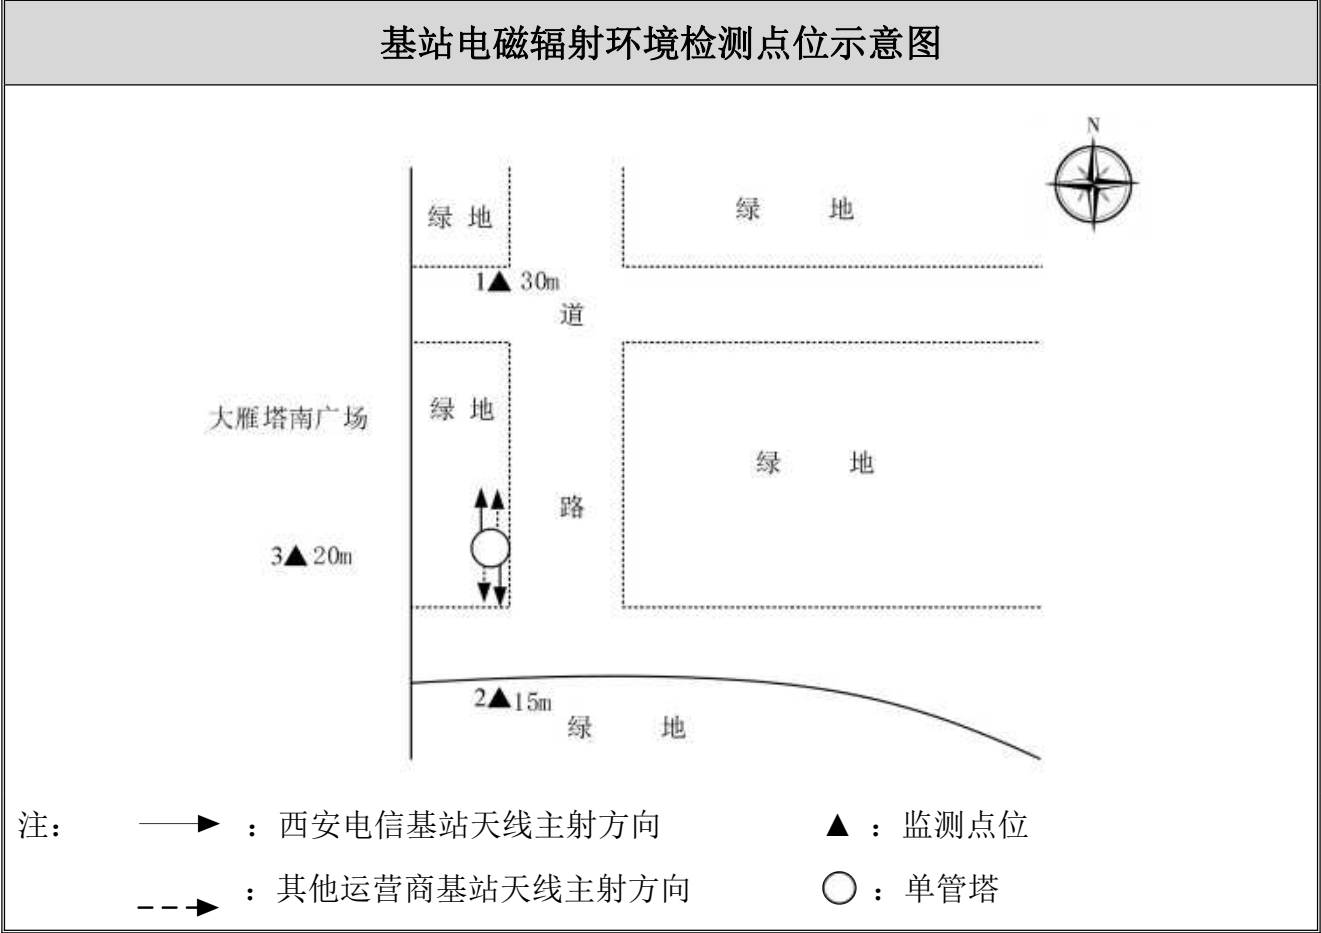 基站电磁辐射环境检测点位示意图
N
绿 地
绿 地
1▲ 30m
道
大雁塔南广场
绿 地
绿 地
路
3▲20m
2▲15m
绿 地
注：
：西安电信基站天线主射方向
▲：监测点位
：其他运营商基站天线主射方向
：单管塔